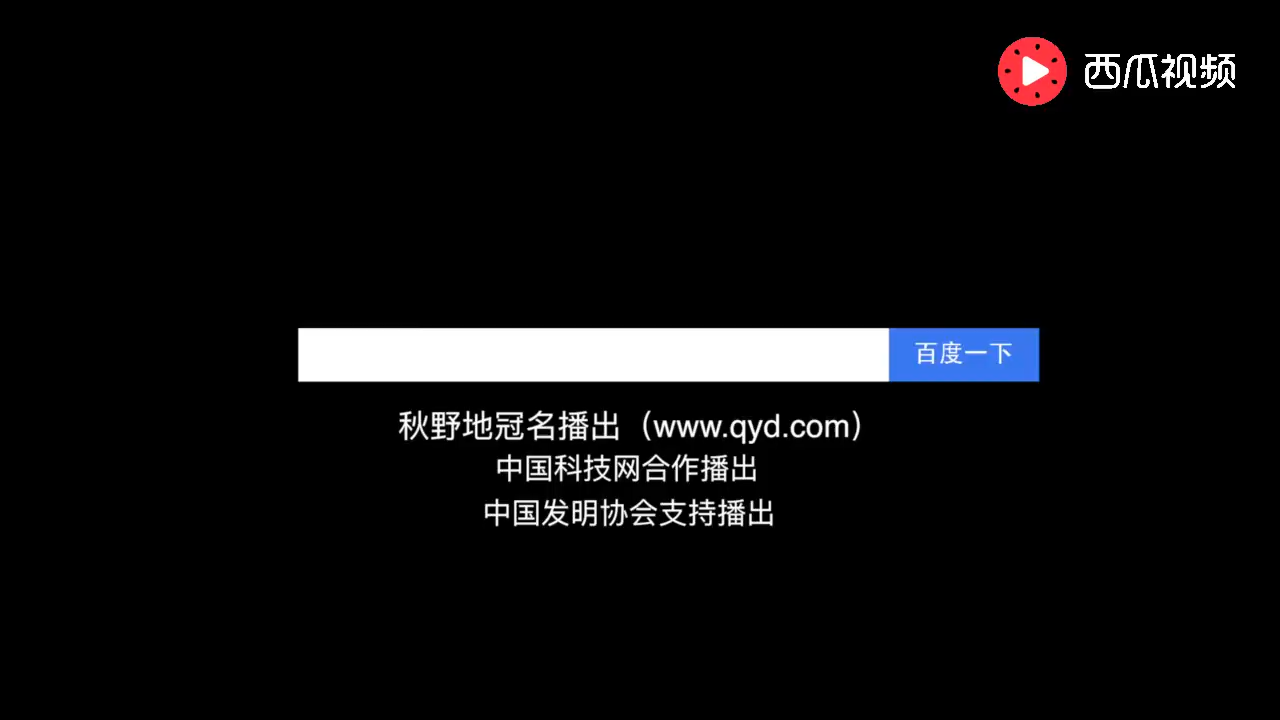 西瓜视频
百度一下
秋野地冠名播出（www.qyd.com）
中国科技网合作播出
中国发明协会支持播出